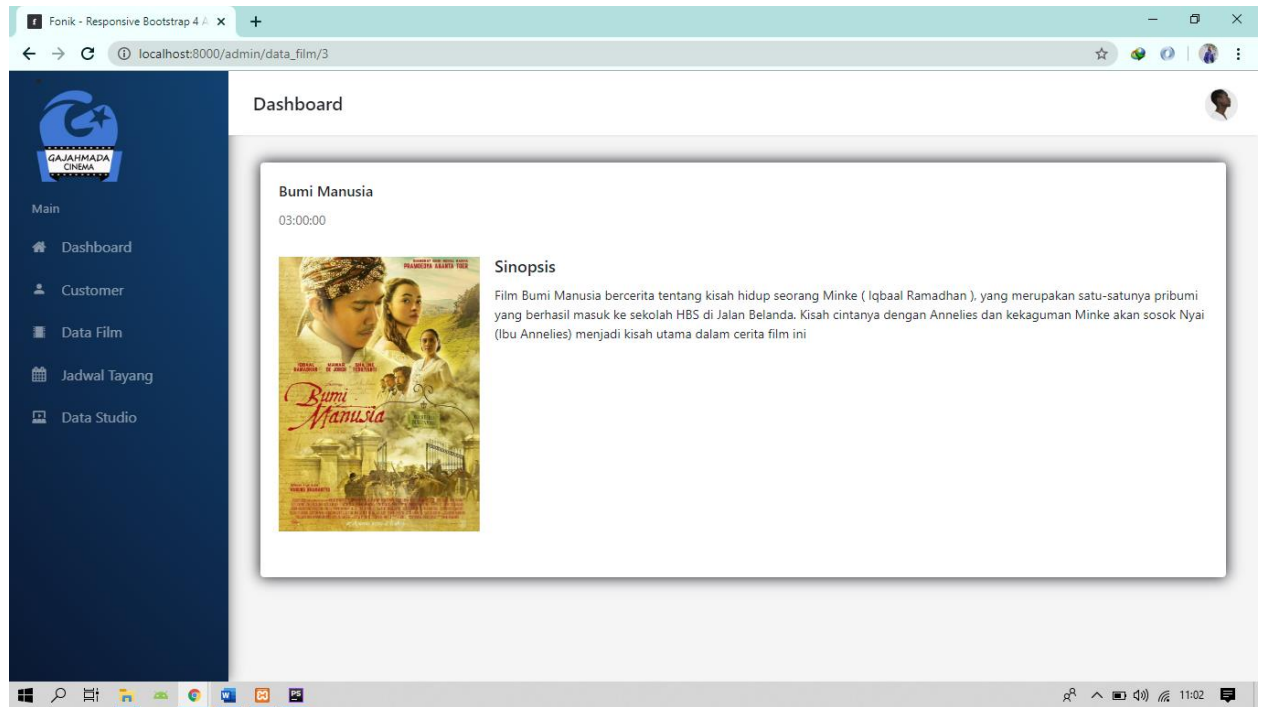 Fonik - Responsive Bootstrap 4 A
localhost:8000/admin/data_film/3
GAJAHMADA
CINEMA
Dashboard
Main
Dashboard
Customer
Data Film
Jadwal Tayang
Data Studio
Bumi Manusia
03:00:00
PRAMOEDYA ANANTA TOER
Bumi
Manusia
Sinopsis
Film Bumi Manusia bercerita tentang kisah hidup seorang Minke ( Iqbaal Ramadhan ), yang merupakan satu-satunya pribumi
yang berhasil masuk ke sekolah HBS di Jalan Belanda. Kisah cintanya dengan Annelies dan kekaguman Minke akan sosok Nyai
(Ibu Annelies) menjadi kisah utama dalam cerita film ini
11:02